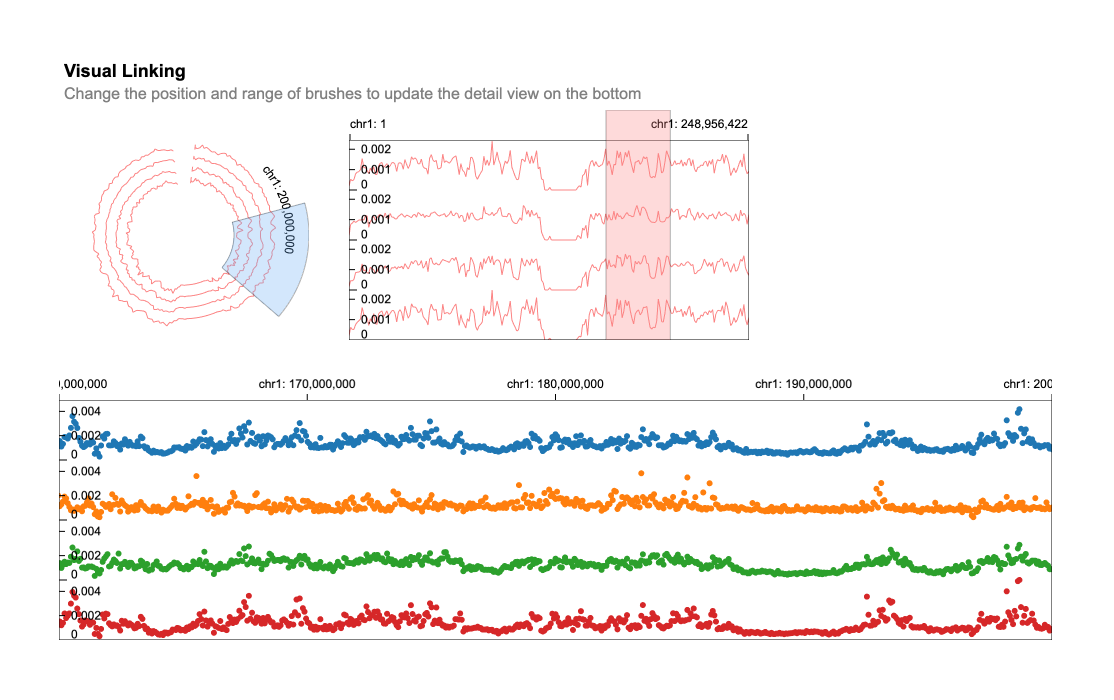 Visual Linking
Change the position and range of brushes to update the detail view on the bottom
chr1: 200,000,000
chr1: 1
chr1: 248,956,422
0.002
0.001
0
0.002
0.001
0
0.002
0.001
0
0.002
0.001
0
0,000,000
chr1: 170,000,000
chr1: 180,000,000
chr1: 190,000,000
chr1: 200
0.004
0.002
0
0.004
0.002
0
0.004
0.002
0
0.004
0.002
0